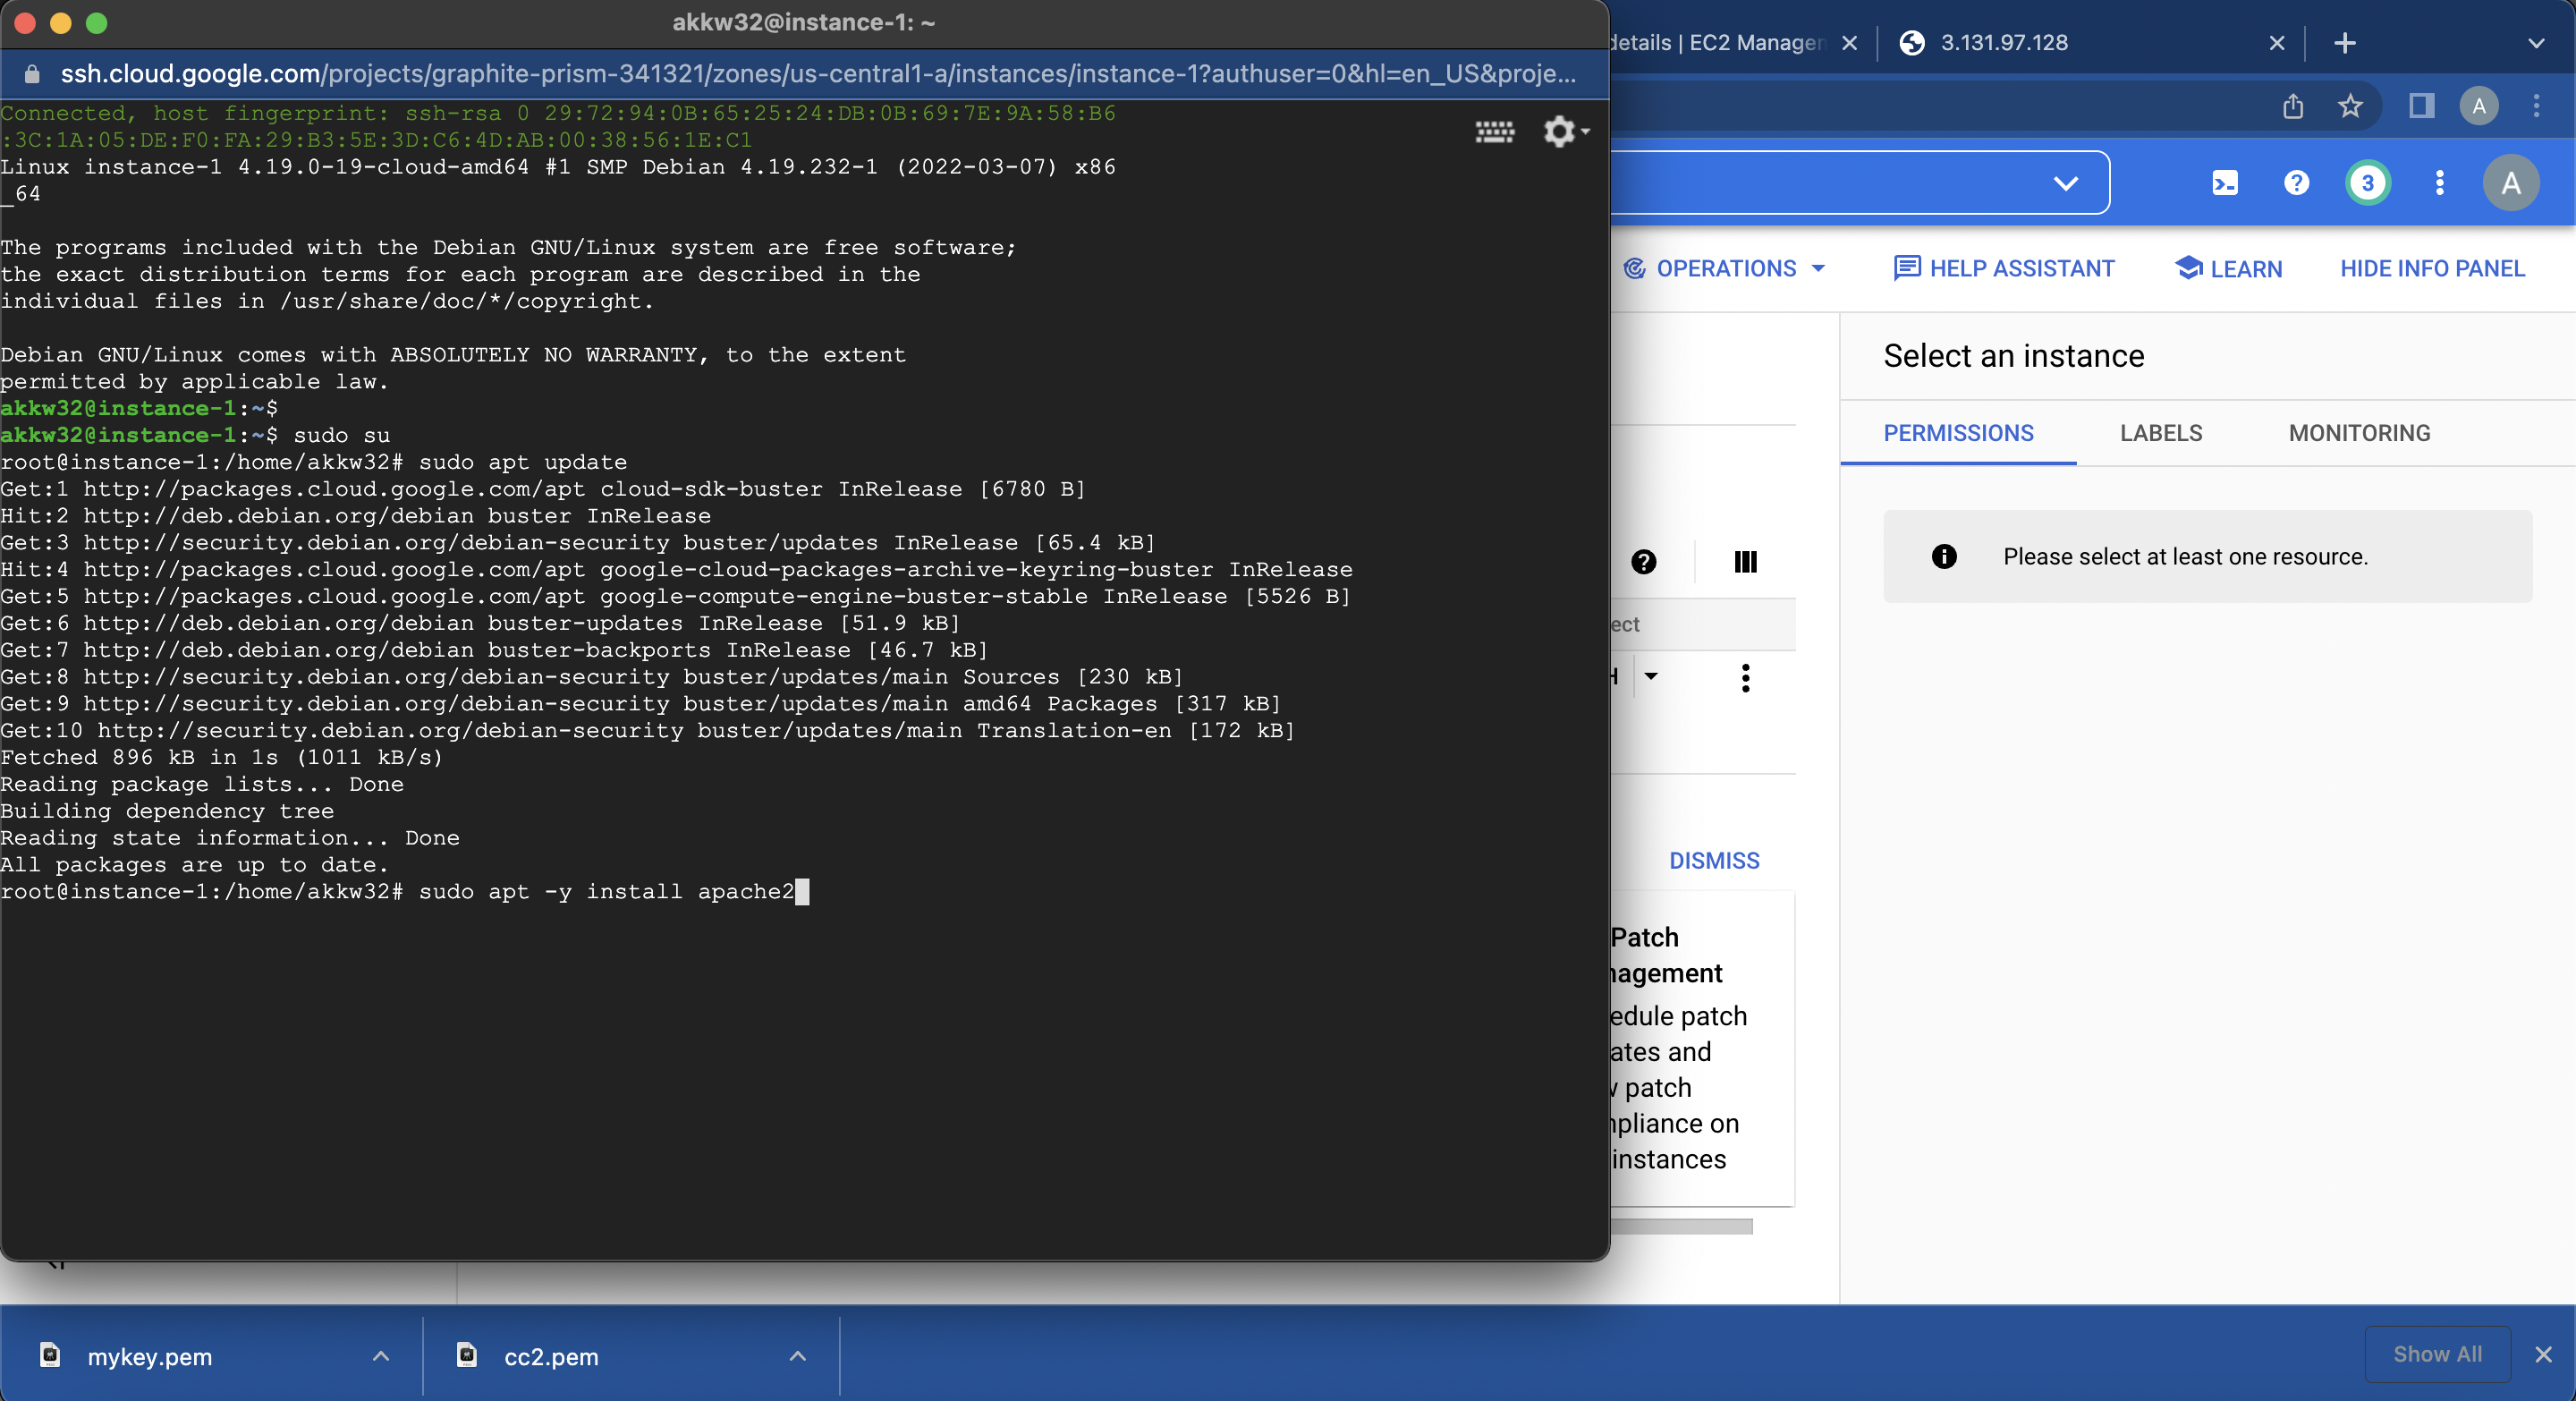 akkw32@instance-1: ~
ssh.cloud.google.com/projects/graphite-prism-341321/zones/us-central1-a/instances/instance-1?authuser=0&hl=en_US&proje...
Connected, host fingerprint: ssh-rsa 0 29:72:94:0B:65:25:24:DB:0B:69:7E:9A:58:B6
:3C:1A:05:DE:F0:FA:29:B3:5E:3D:C6:4D:AB:00:38:56:1E:C1
Linux instance-1 4.19.0-19-cloud-amd64 #1 SMP Debian 4.19.232-1 (2022-03-07) x86
_64
The programs included with the Debian GNU/Linux system are free software;
the exact distribution terms for each program are described in the
individual files in /usr/share/doc/*/copyright.
Debian GNU/Linux comes with ABSOLUTELY NO WARRANTY, to the extent
permitted by applicable law.
akkw32@instance-1:~$
akkw32@instance-1:~$ sudo su
root@instance-1:/home/akkw32# sudo apt update
Get:1 http://packages.cloud.google.com/apt cloud-sdk-buster InRelease [6780 B]
Hit:2 http://deb.debian.org/debian buster InRelease
Get:3 http://security.debian.org/debian-security buster/updates InRelease [65.4 kB]
Hit:4 http://packages.cloud.google.com/apt google-cloud-packages-archive-keyring-buster InRelease
Get:5 http://packages.cloud.google.com/apt google-compute-engine-buster-stable InRelease [5526 B]
Get:6 http://deb.debian.org/debian buster-updates InRelease [51.9 kB]
Get:7 http://deb.debian.org/debian buster-backports InRelease [46.7 kB]
Get:8 http://security.debian.org/debian-security buster/updates/main Sources [230 kB]
Get:9 http://security.debian.org/debian-security buster/updates/main amd64 Packages [317 kB]
Get:10 http://security.debian.org/debian-security buster/updates/main Translation-en [172 kB]
Fetched 896 kB in 1s (1011 kB/s)
Reading package lists... Done
Building dependency tree
Reading state information... Done
All packages are up to date.
root@instance-1:/home/akkw32# sudo apt -y install apache2
details | EC2 Manager
3.131.97.128
A
3
A
OPERATIONS
HELP ASSISTANT
LEARN
HIDE INFO PANEL
Select an instance
PERMISSIONS
LABELS
MONITORING
Please select at least one resource.
ect
H
DISMISS
Patch
nagement
edule patch
ates and
w patch
mpliance on
instances
mykey.pem
cc2.pem
Show All